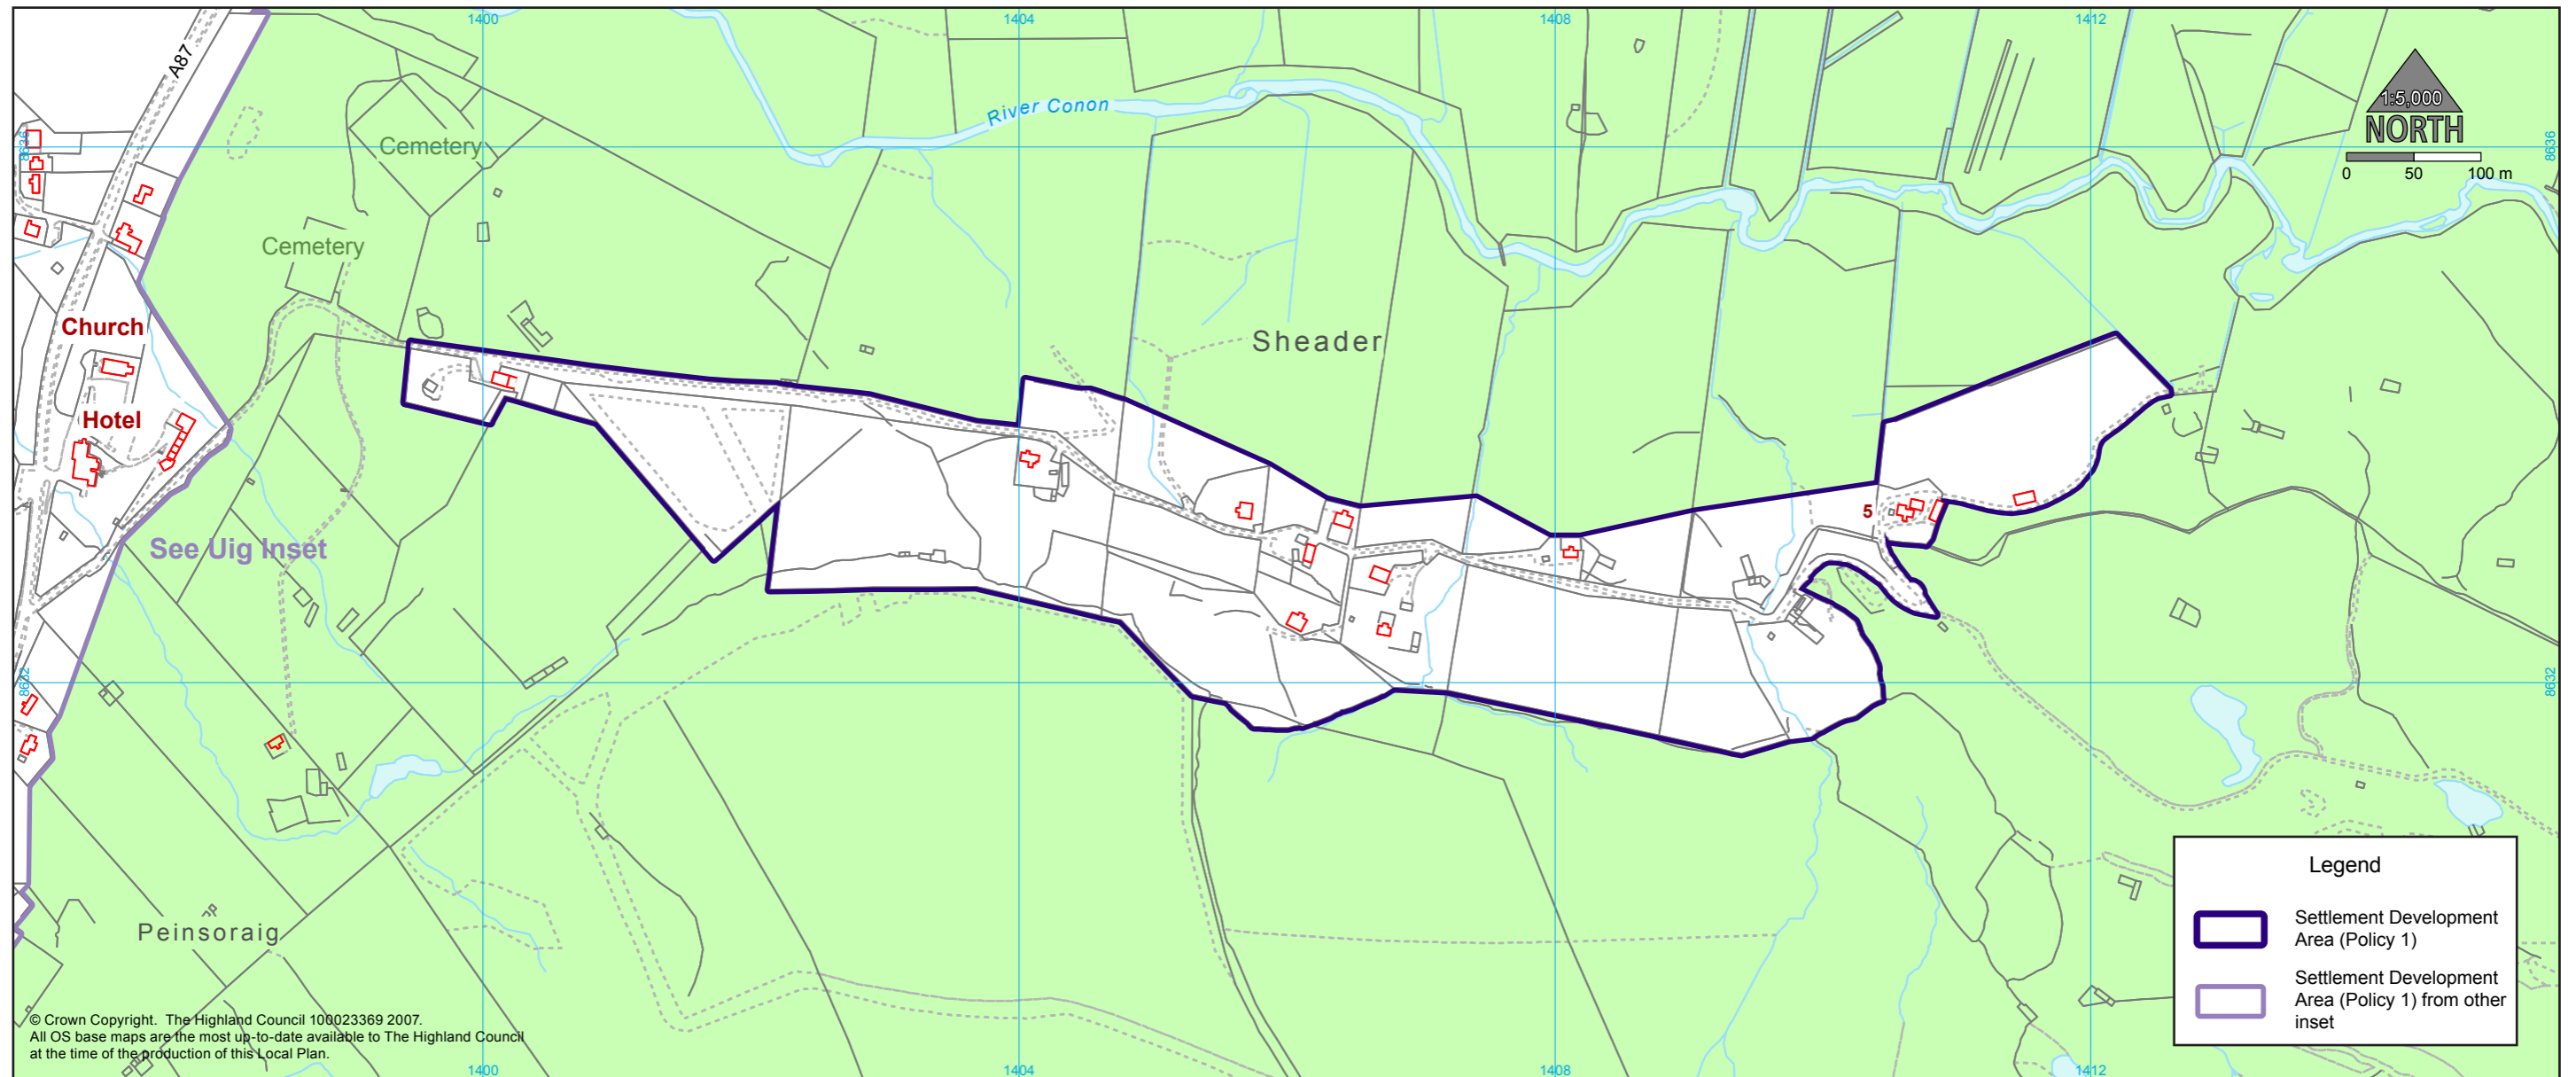 1400
1404
1408
1412
A87
8636
Cemetery
Cemetery
River Conon
1:5,000
NORTH
0 50 100 m
8636
Church
Hotel
Sheader
5
See Uig Inset
8632
8632
Peinsoraig
Legend
Settlement Development
Area (Policy 1)
Settlement Development
Area (Policy 1) from other
inset
© Crown Copyright. The Highland Council 100023369 2007.
All OS base maps are the most up-to-date available to The Highland Council
at the time of the production of this Local Plan.
1400
1404
1408
1412